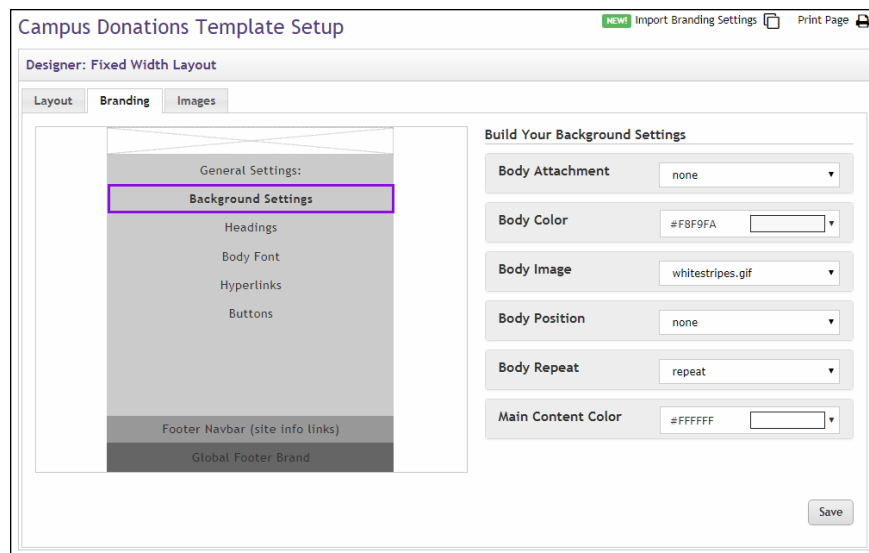 Campus Donations Template Setup
NEW! Import Branding Settings Print Page
Designer: Fixed Width Layout
Layout Branding Images
General Settings:
Background Settings
Headings
Body Font
Hyperlinks
Buttons
Footer Navbar (site info links)
Global Footer Brand
Build Your Background Settings
Body Attachment none
Body Color #F8F9FA
Body Image whitestripes.gif
Body Position none
Body Repeat repeat
Main Content Color #FFFFFF
Save